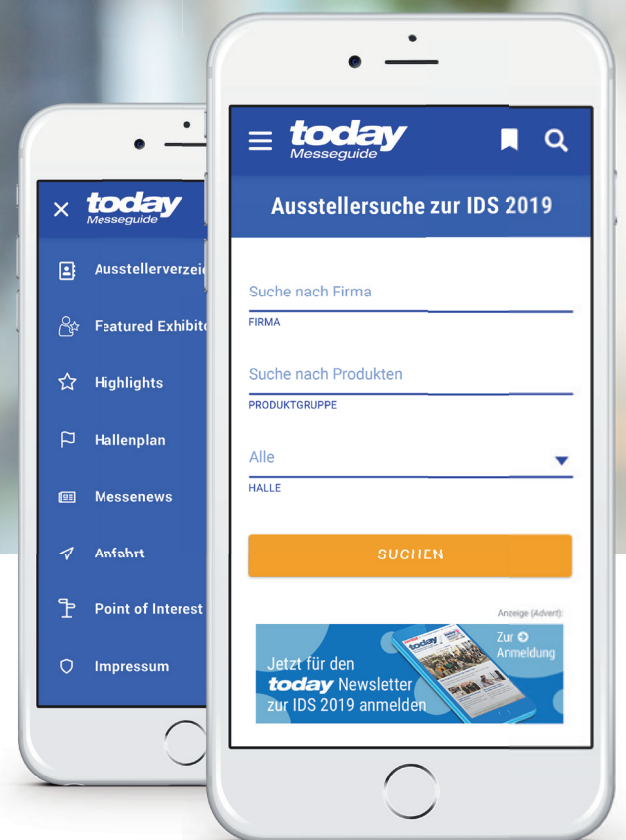 today
Messeguide
Ausstellerverzei
Featured Exhibito
Highlights
Hallenplan
Messenews
Anfahrt
Point of Interest
Impressum
today
Messeguide
Ausstellersuche zur IDS 2019
Suche nach Firma
FIRMA
Suche nach Produkten
PRODUKTGRUPPE
Alle
HALLE
SUCHEN
Anzeige (Advert):
Jetzt für den
today Newsletter
zur IDS 2019 anmelden
today
Zur
Anmeldung